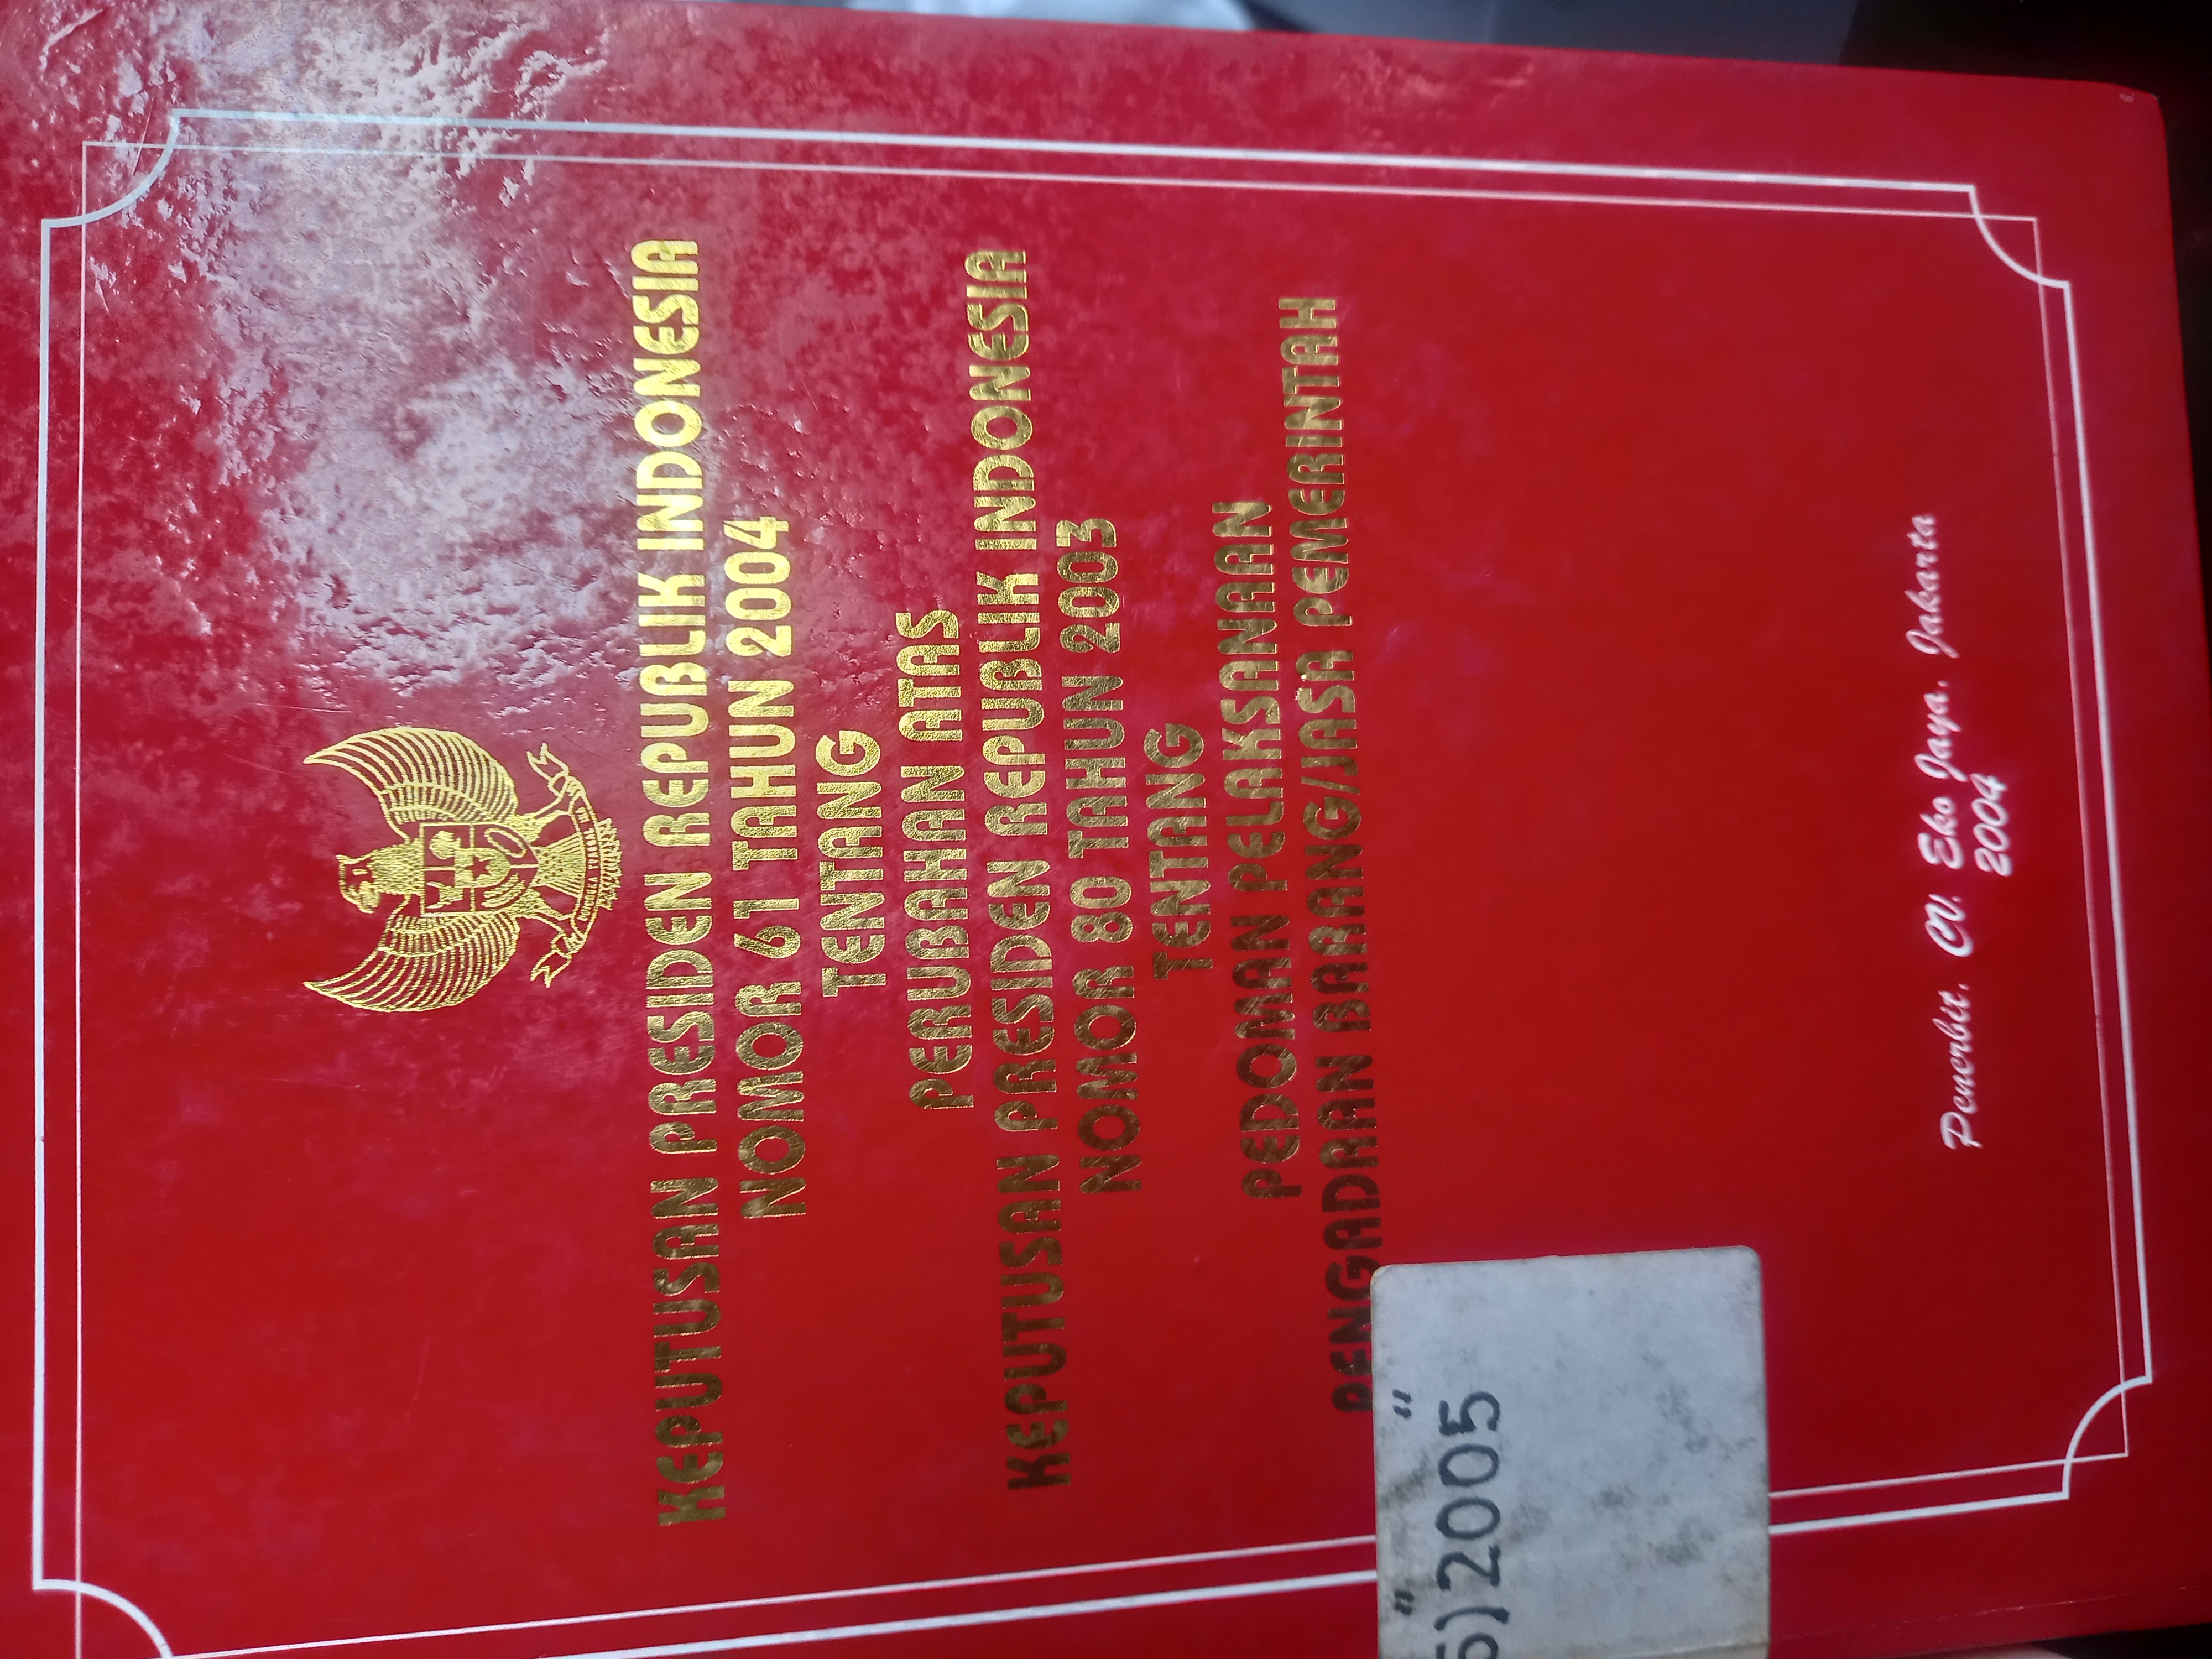 KEPUTUSAN PRESIDEN REPUBLIK INDONESIA
NOMOR 61 TAHUN 2004
TENTANG
PERUBAHAN ATAS
KEPUTUSAN PRESIDEN REPUBLIK INDONESIA
NOMOR 80 TAHUN 2003
TENTANG
PEDOMAN PELAKSANAAN
PENGADAAN BARANG/JASA PEMERINTAH
" "
)2005
Penerbit. CV. Eko Jaya. Jakarta
2004